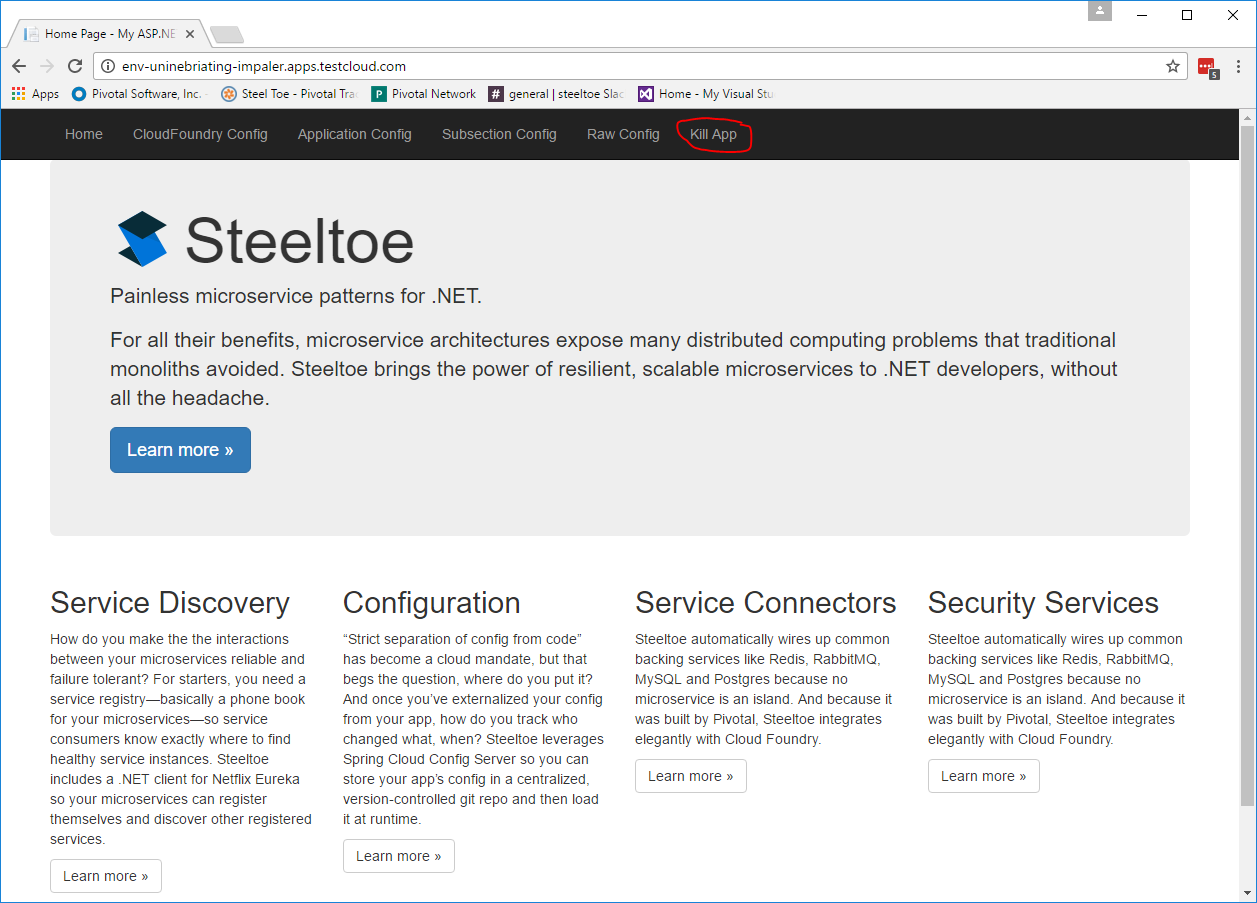 Home Page - My ASP.NE
env-uninebriating-impaler.apps.testcloud.com
5
Apps Pivotal Software, Inc. Steel Toe - Pivotal Tra P Pivotal Network # general | steeltoe Slac Home - My Visual Stu
Home CloudFoundry Config Application Config Subsection Config Raw Config Kill App
Steeltoe
Painless microservice patterns for .NET.
For all their benefits, microservice architectures expose many distributed computing problems that traditional
monoliths avoided. Steeltoe brings the power of resilient, scalable microservices to .NET developers, without
all the headache.
Learn more »
Service Discovery
How do you make the the interactions
between your microservices reliable and
failure tolerant? For starters, you need a
service registry—basically a phone book
for your microservices—so service
consumers know exactly where to find
healthy service instances. Steeltoe
includes a .NET client for Netflix Eureka
so your microservices can register
themselves and discover other registered
services.
Learn more »
Configuration
“Strict separation of config from code”
has become a cloud mandate, but that
begs the question, where do you put it?
And once you’ve externalized your config
from your app, how do you track who
changed what, when? Steeltoe leverages
Spring Cloud Config Server so you can
store your app’s config in a centralized,
version-controlled git repo and then load
it at runtime.
Learn more »
Service Connectors
Steeltoe automatically wires up common
backing services like Redis, RabbitMQ,
MySQL and Postgres because no
microservice is an island. And because it
was built by Pivotal, Steeltoe integrates
elegantly with Cloud Foundry.
Learn more »
Security Services
Steeltoe automatically wires up common
backing services like Redis, RabbitMQ,
MySQL and Postgres because no
microservice is an island. And because it
was built by Pivotal, Steeltoe integrates
elegantly with Cloud Foundry.
Learn more »